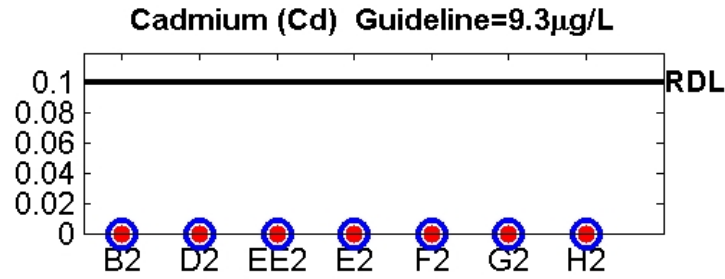 Cadmium (Cd)  Guideline=9.3µg/L
0.1
RDL
0.08
0.06
0.04
0.02
0
B2 D2 EE2 E2 F2 G2 H2